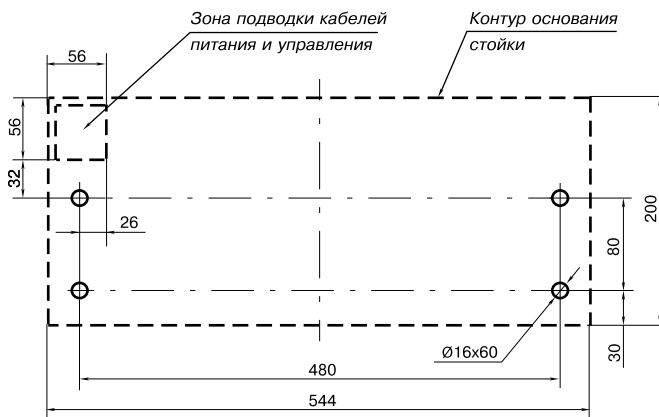 Зона подводки кабелей
питания и управления
Контур основания
стойки
56
56
32
26
200
80
30
Ø16x60
480
544